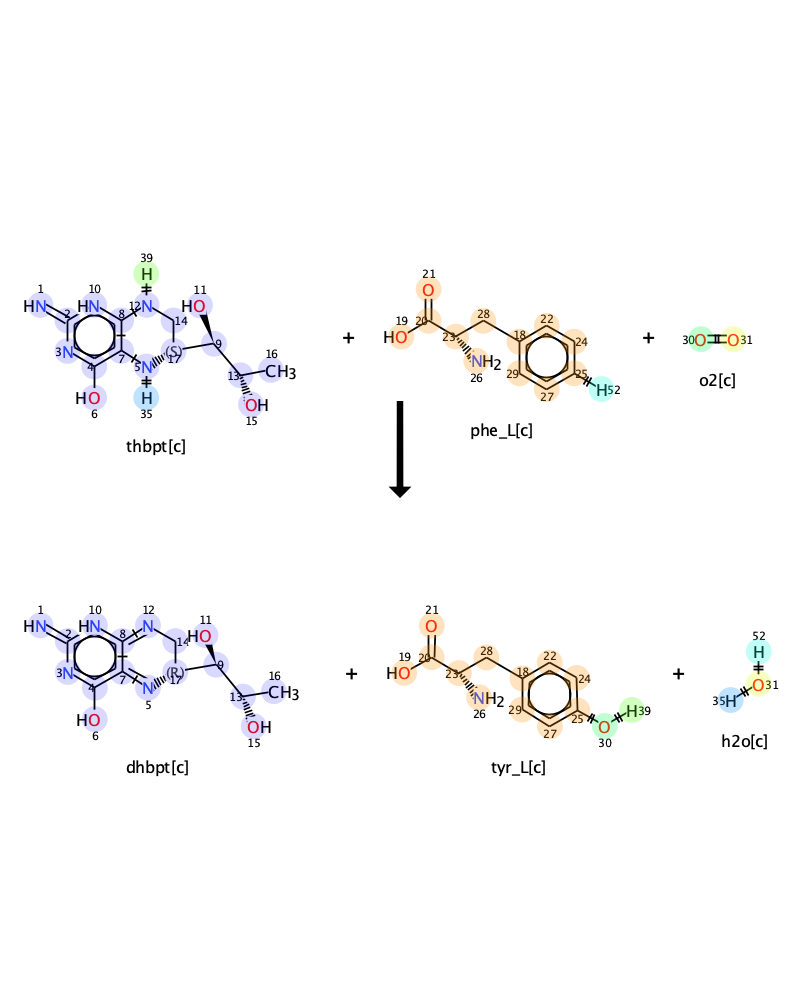 39
H
1
10
11
HN
HN
HO
2
8
12
N
14
3
N
4
7
5
N
(S)
17
9
16
13
CH3
HO
6
H
35
OH
15
thbpt[c]
+
21
O
19
20
28
22
HO
23
18
24
NH2
26
29
25
27
H
52
phe_L[c]
+
30
O
O
31
o2[c]
1
10
11
HN
HN
12
N
HO
2
8
14
3
N
4
7
5
N
(R)
17
9
16
13
CH3
HO
6
OH
15
dhbpt[c]
+
21
O
19
20
28
22
HO
23
18
24
NH2
26
29
25
27
O
30
H
39
tyr_L[c]
+
52
H
35
H
O
31
h2o[c]